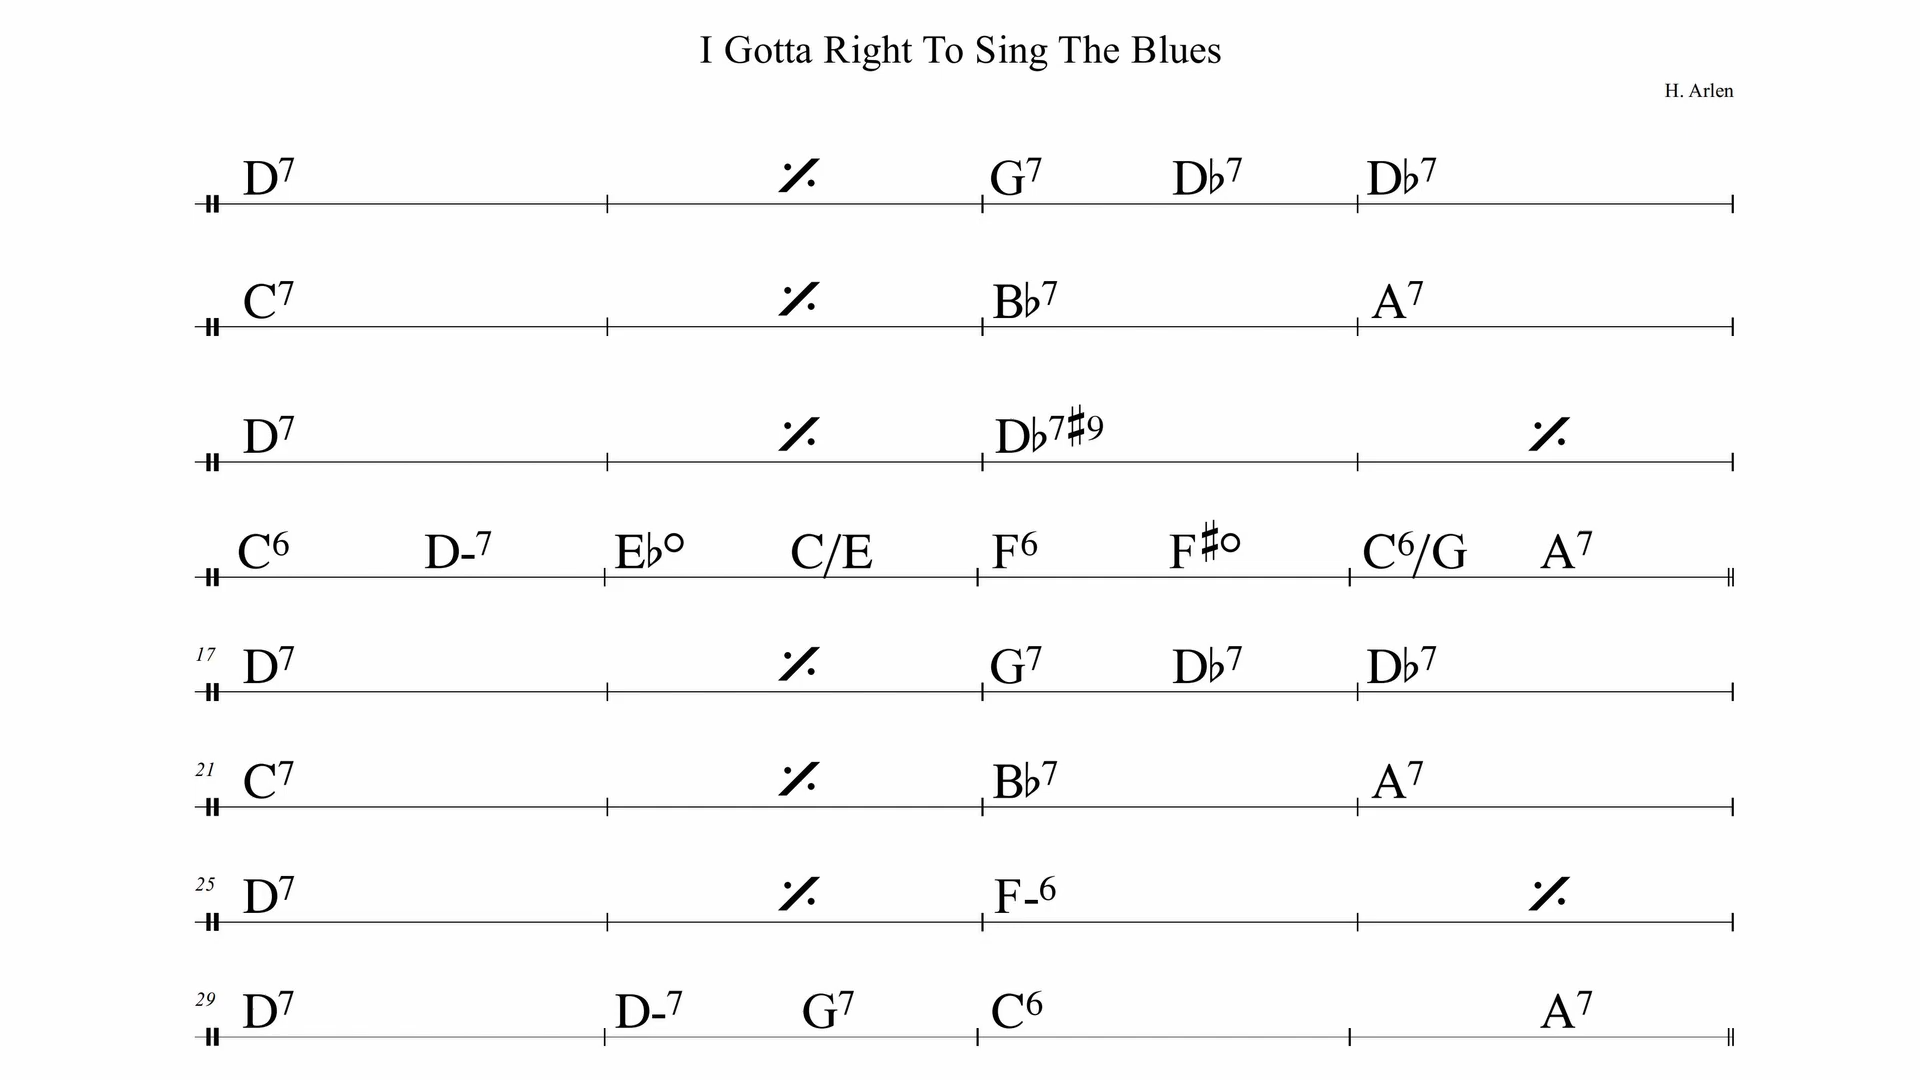 I Gotta Right To Sing The Blues
H. Arlen
D7 𝄎 G7 D♭7 D♭7
C7 𝄎 B♭7 A7
D7 𝄎 D♭7♯9 𝄎
C6 D-7 E♭○ C/E F6 F♯○ C6/G A7
17 D7 𝄎 G7 D♭7 D♭7
21 C7 𝄎 B♭7 A7
25 D7 𝄎 F-6 𝄎
29 D7 D-7 G7 C6 A7